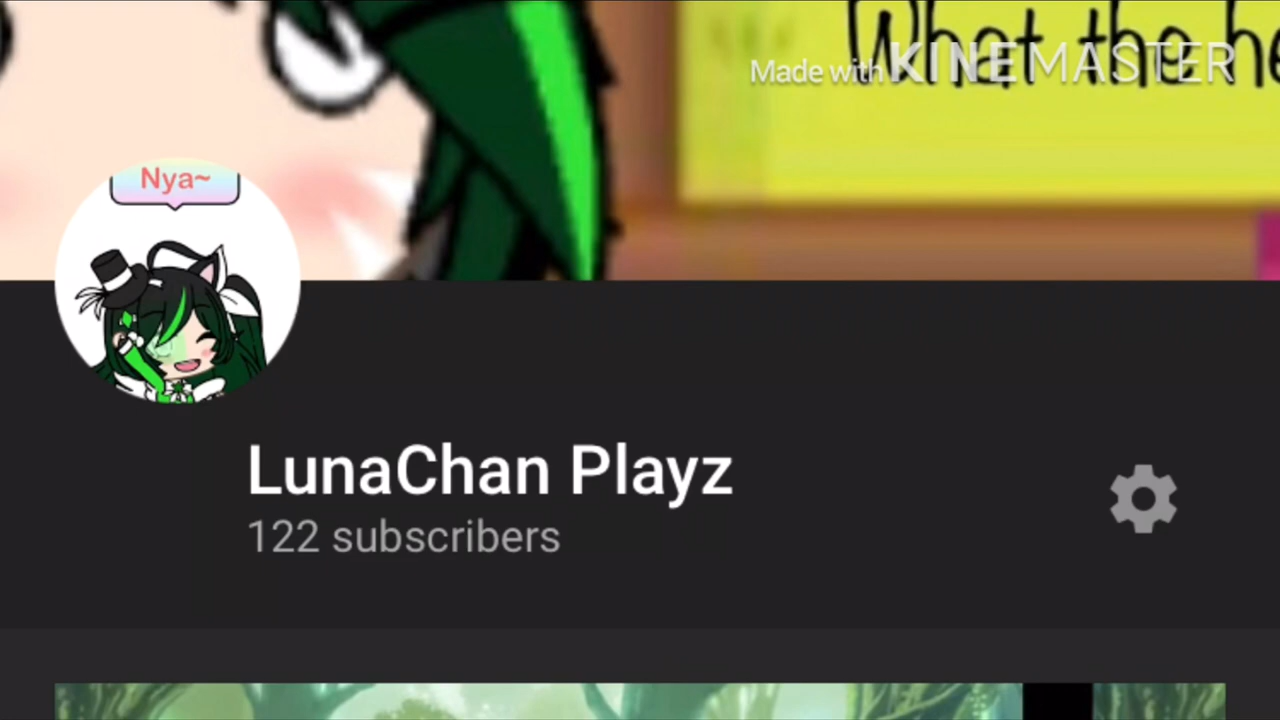 What the he
Made with KINEMASTER
Nya~
LunaChan Playz
122 subscribers